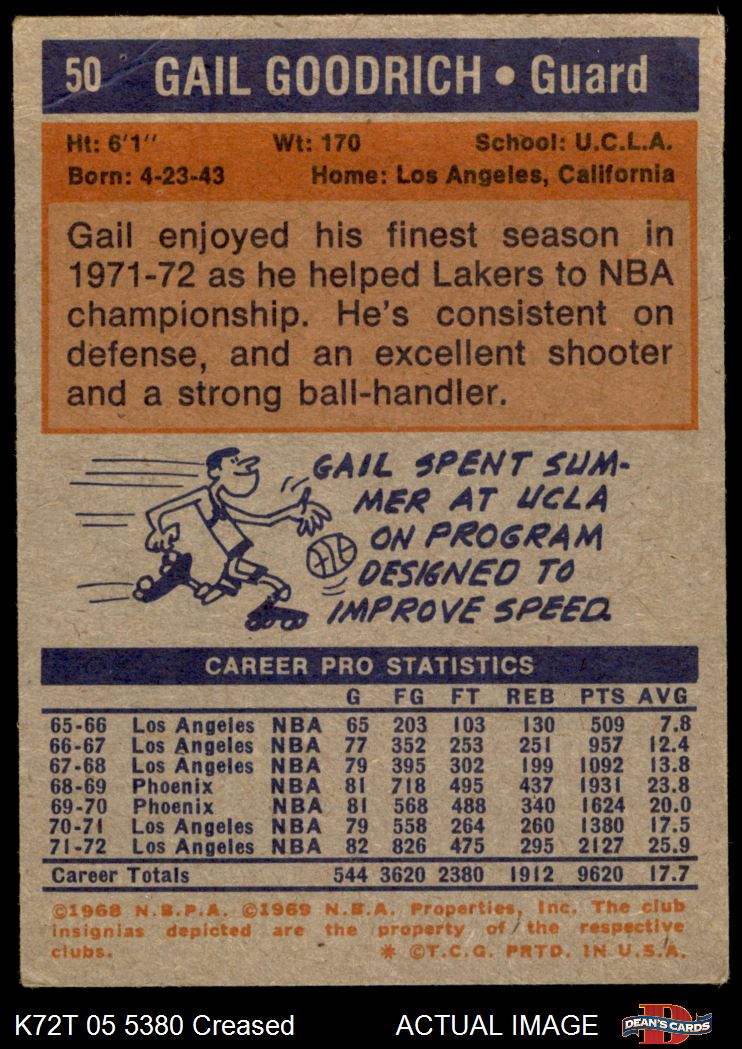 50 GAIL GOODRICH • Guard
Ht: 6'1" Wt: 170 School: U.C.L.A.
Born: 4-23-43 Home: Los Angeles, California
Gail enjoyed his finest season in
1971-72 as he helped Lakers to NBA
championship. He's consistent on
defense, and an excellent shooter
and a strong ball-handler.
GAIL SPENT SUM-
MER AT UCLA
ON PROGRAM
DESIGNED TO
IMPROVE SPEED.
CAREER PRO STATISTICS
G FG FT REB PTS AVG
65-66 Los Angeles NBA 65 203 103 130 509 7.8
66-67 Los Angeles NBA 77 352 253 251 957 12.4
67-68 Los Angeles NBA 79 395 302 199 1092 13.8
68-69 Phoenix NBA 81 718 495 437 1931 23.8
69-70 Phoenix NBA 81 568 488 340 1624 20.0
70-71 Los Angeles NBA 79 558 264 260 1380 17.5
71-72 Los Angeles NBA 82 826 475 295 2127 25.9
Career Totals 544 3620 2380 1912 9620 17.7
©1968 N.B.P.A. ©1969 N.B.A. Properties, Inc. The club
insignias depicted are the property of the respective
clubs. * ©T.C.G. PRTD. IN U.S.A.
K72T 05 5380 Creased ACTUAL IMAGE D DEAN'S CARDS